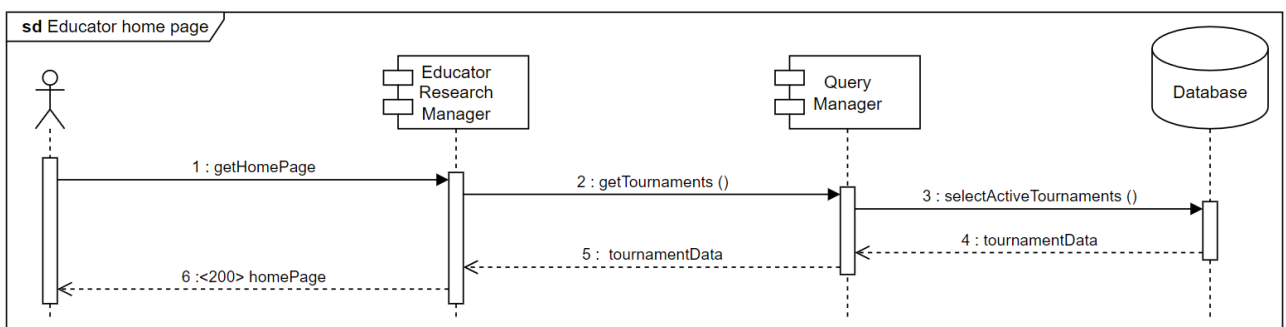 sd Educator home page
Educator
Research
Manager
Query
Manager
Database
1 : getHomePage
2 : getTournaments ()
3 : selectActiveTournaments ()
4 : tournamentData
5 : tournamentData
6 :<200> homePage